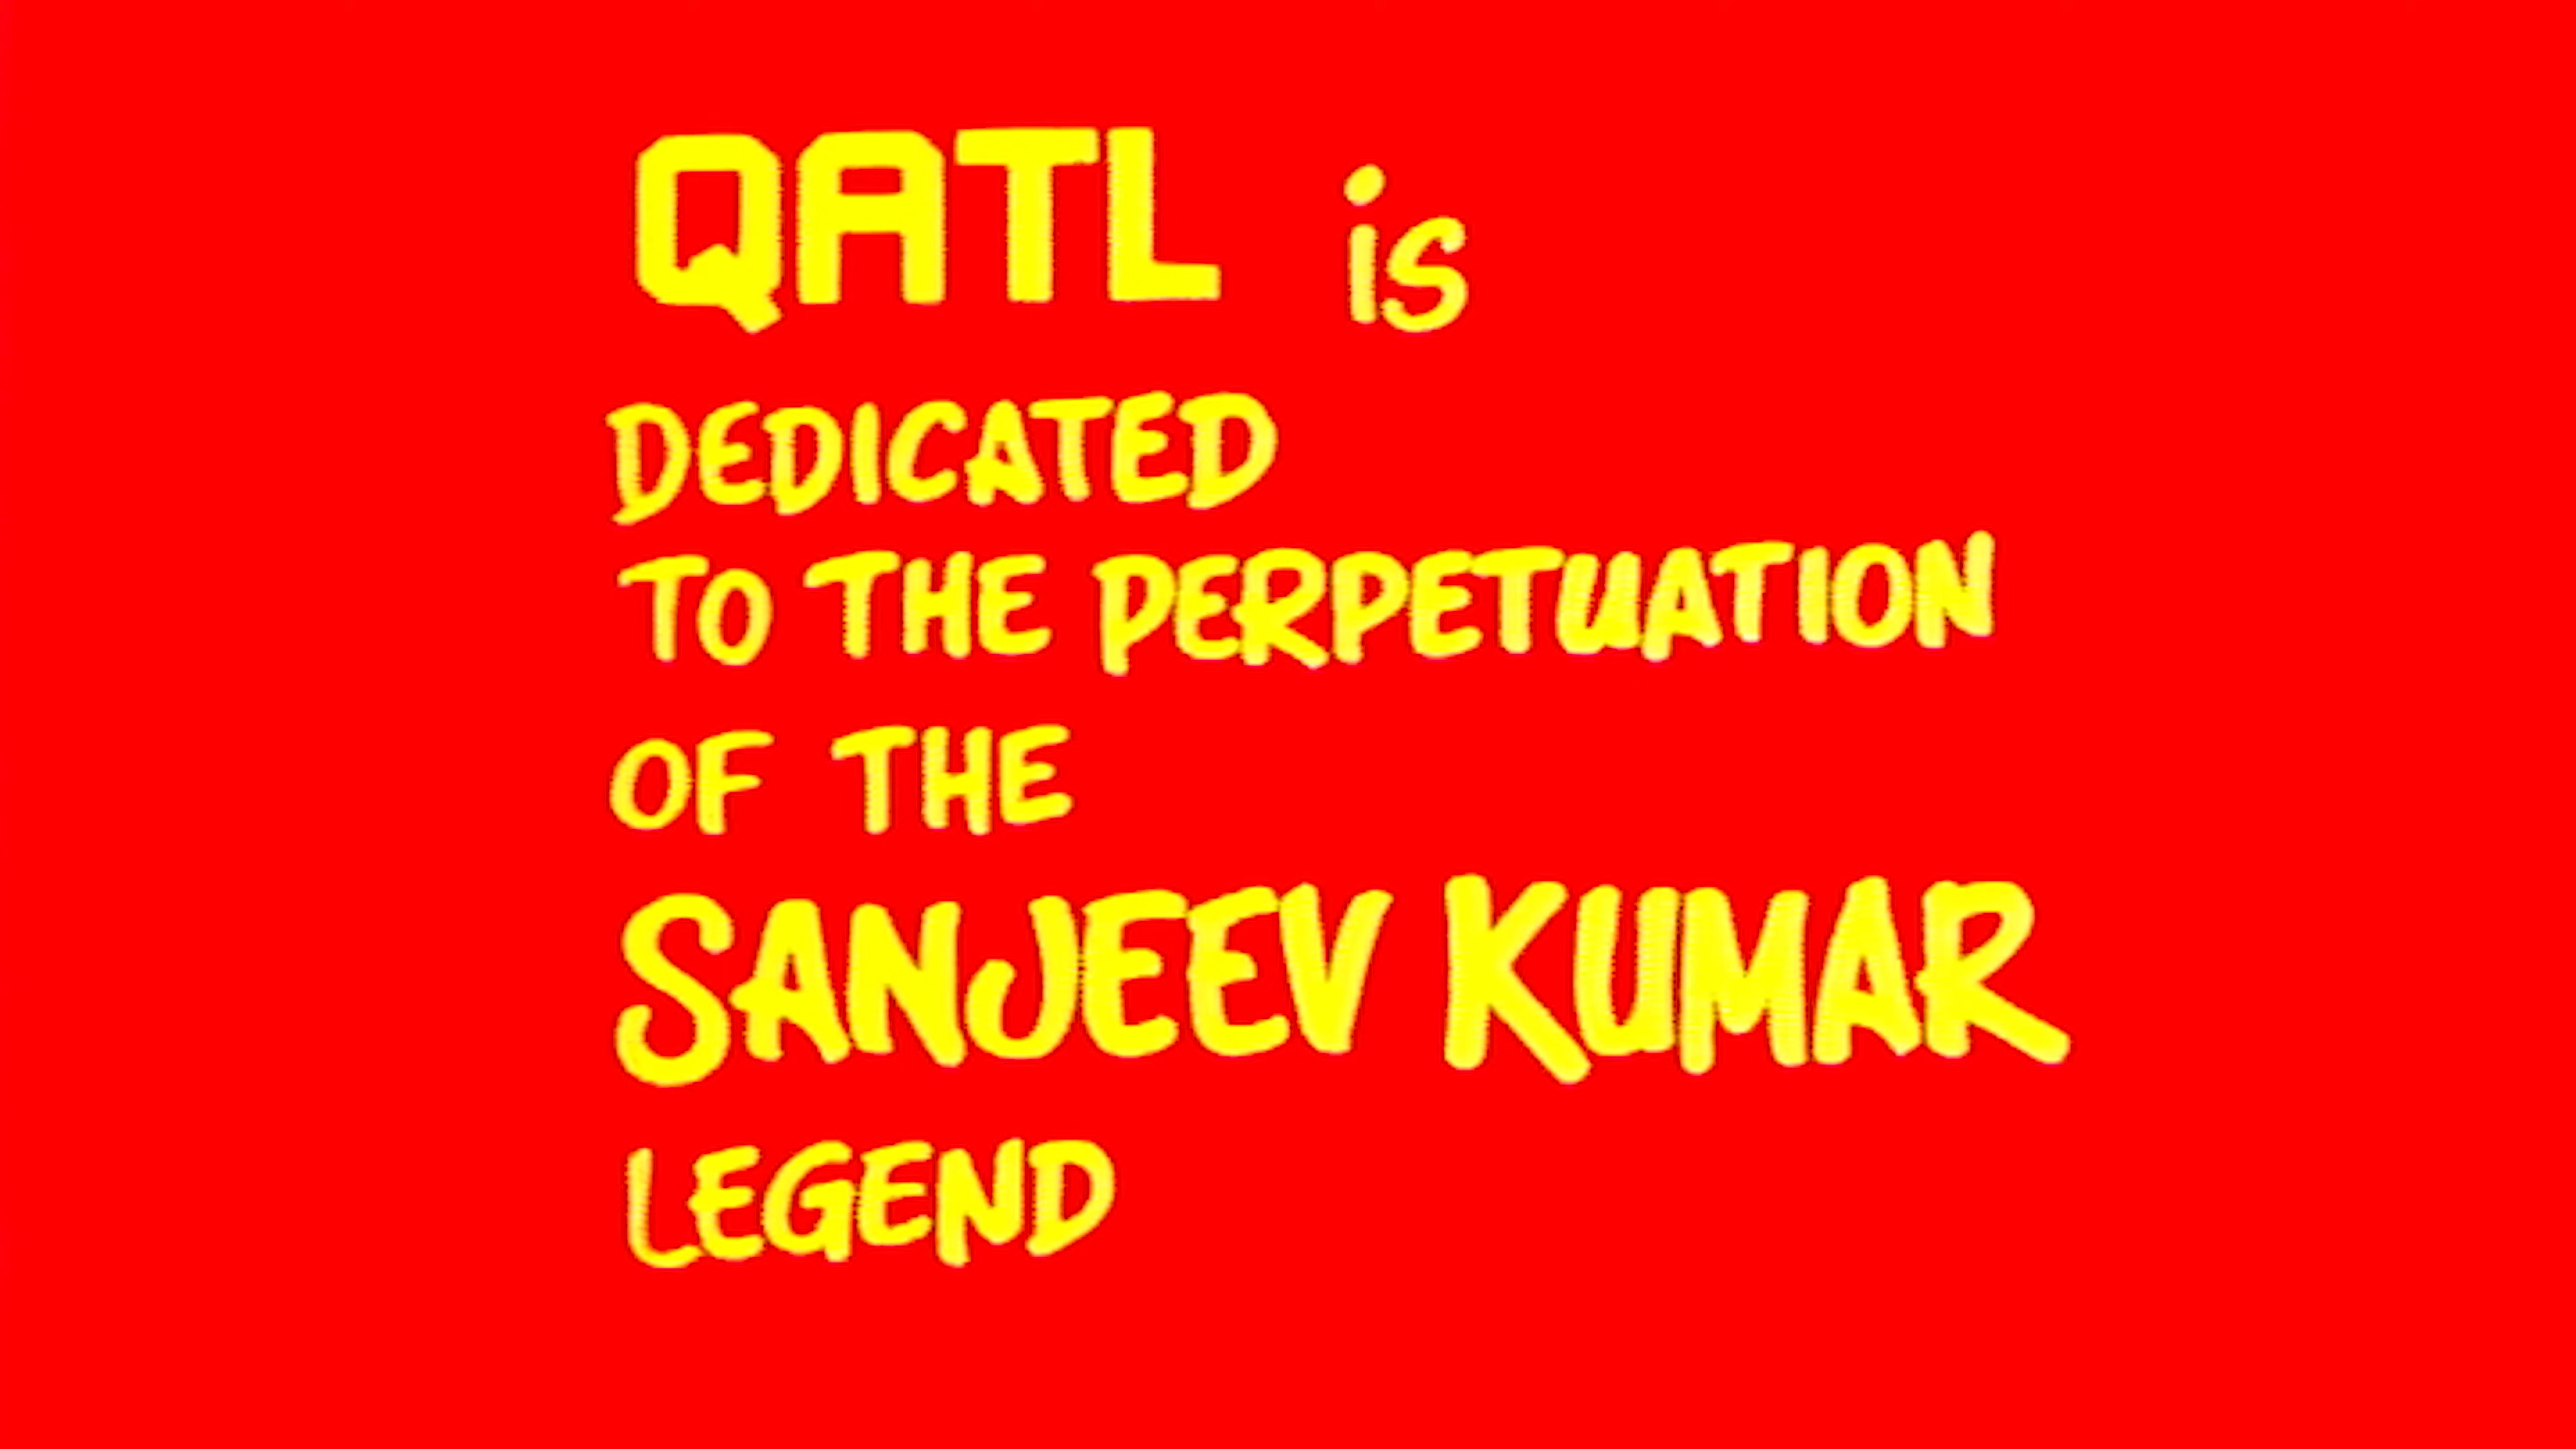 QATL is
DEDICATED
TO THE PERPETUATION
OF THE
SANJEEV KUMAR
LEGEND